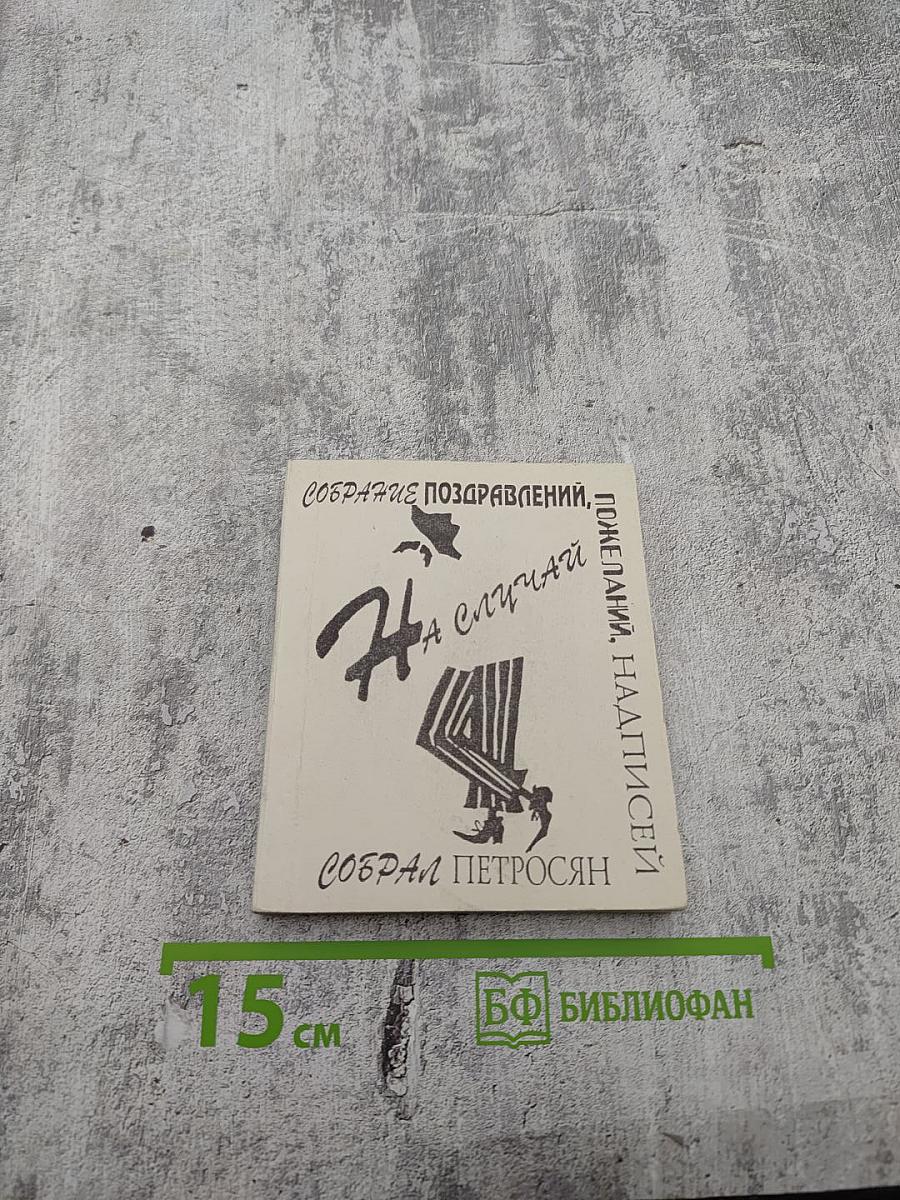 СОБРАНИЕ ПОЗДРАВЛЕНИЙ,
ПОЖЕЛАНИЙ, НАДПИСЕЙ
НА СЛУЧАЙ
СОБРАЛ ПЕТРОСЯН
15 см
БФ БИБЛИОФАН